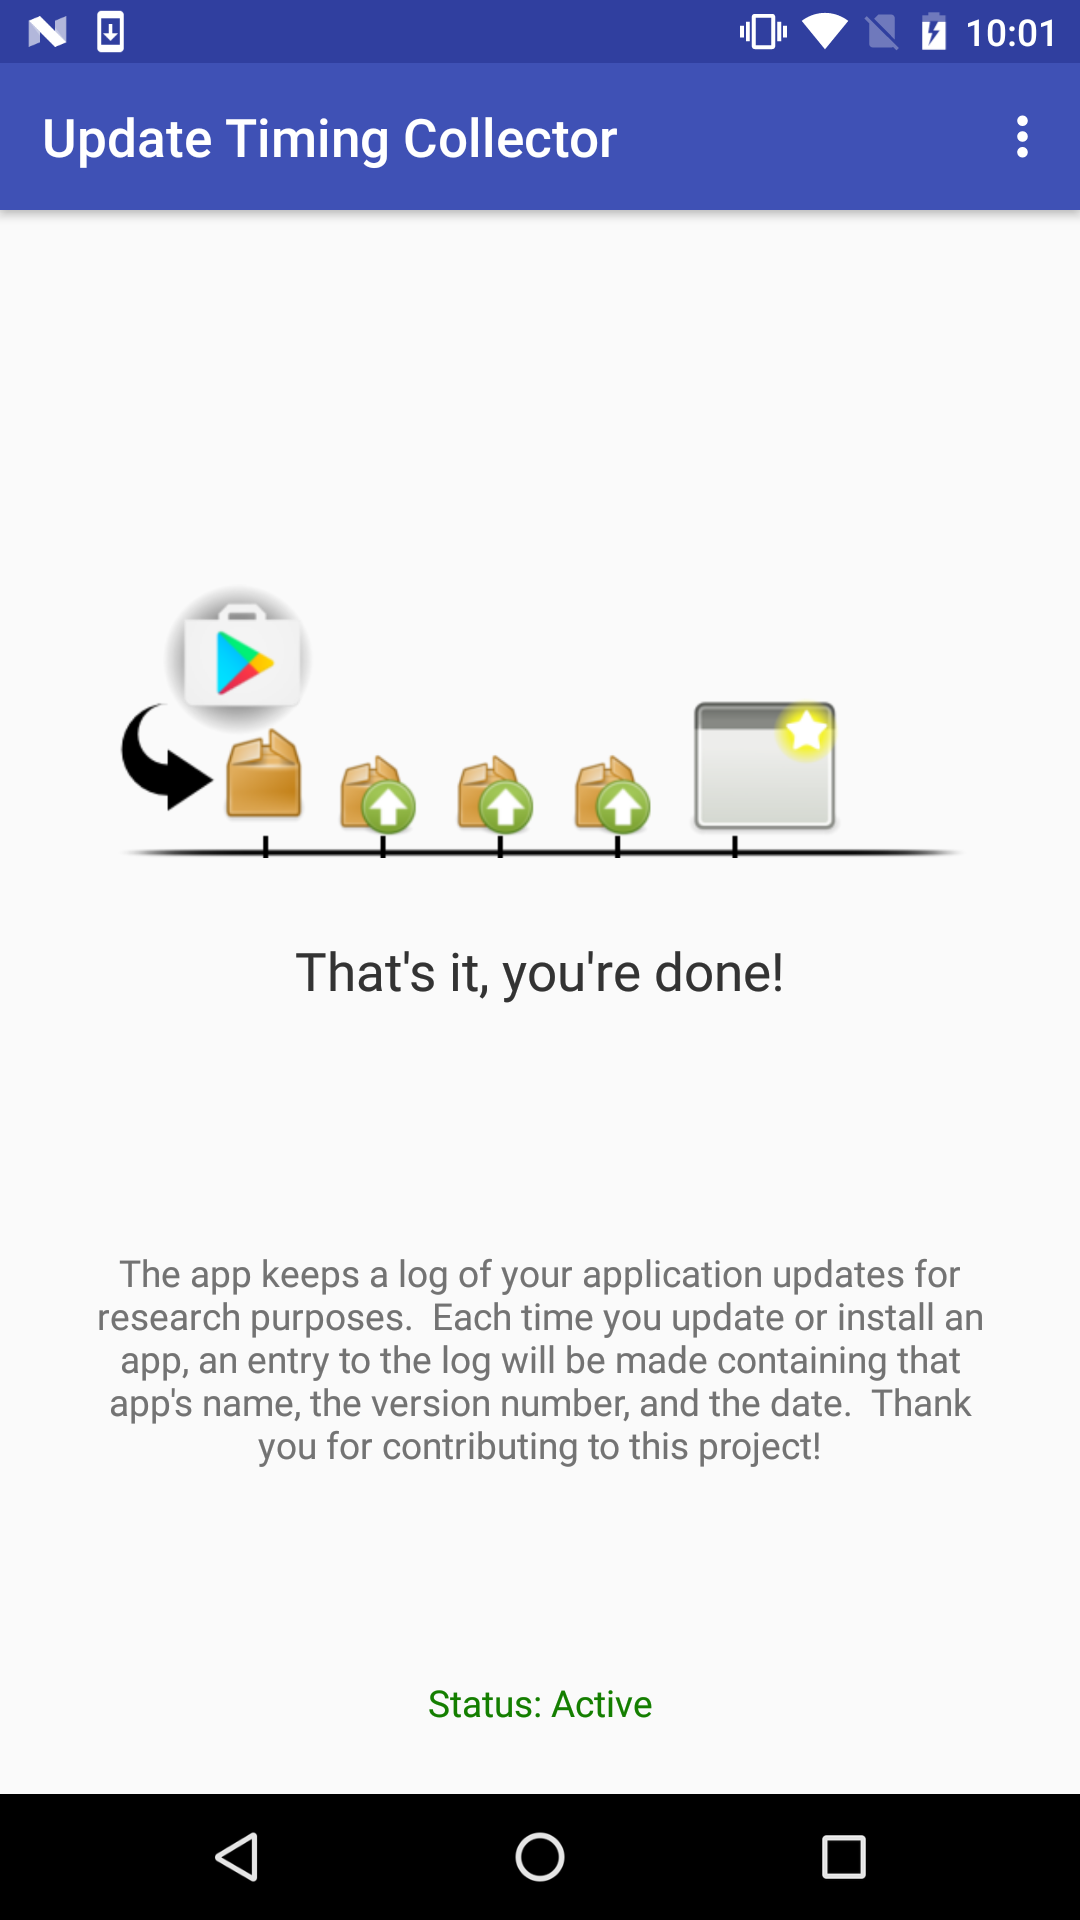 10:01
Update Timing Collector
That's it, you're done!
The app keeps a log of your application updates for
research purposes.  Each time you update or install an
app, an entry to the log will be made containing that
app's name, the version number, and the date.  Thank
you for contributing to this project!
Status: Active